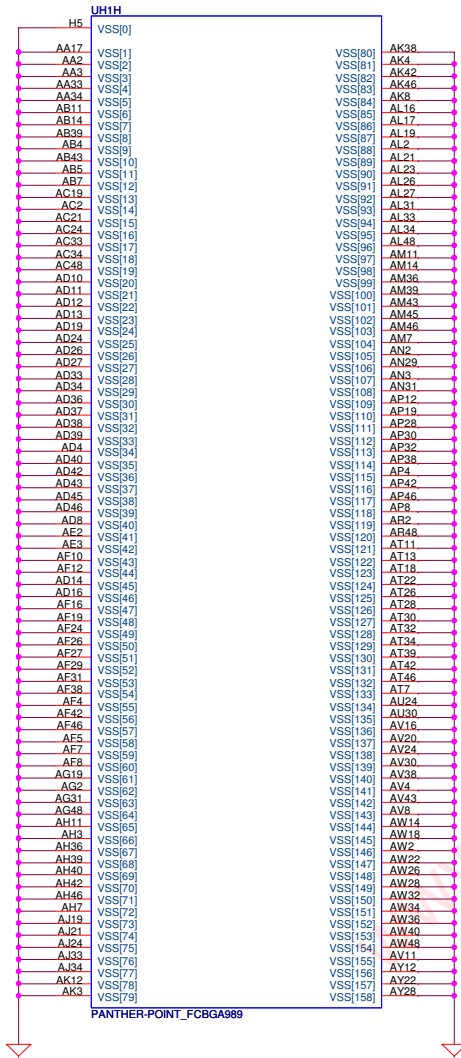 UH1H
H5 VSS[0]
AA17 VSS[1] VSS[80] AK38
AA2 VSS[2] VSS[81] AK4
AA3 VSS[3] VSS[82] AK42
AA33 VSS[4] VSS[83] AK46
AA34 VSS[5] VSS[84] AK8
AB11 VSS[6] VSS[85] AL16
AB14 VSS[7] VSS[86] AL17
AB39 VSS[8] VSS[87] AL19
AB4 VSS[9] VSS[88] AL2
AB43 VSS[10] VSS[89] AL21
AB5 VSS[11] VSS[90] AL23
AB7 VSS[12] VSS[91] AL26
AC19 VSS[13] VSS[92] AL27
AC2 VSS[14] VSS[93] AL31
AC21 VSS[15] VSS[94] AL33
AC24 VSS[16] VSS[95] AL34
AC33 VSS[17] VSS[96] AL48
AC34 VSS[18] VSS[97] AM11
AC48 VSS[19] VSS[98] AM14
AD10 VSS[20] VSS[99] AM36
AD11 VSS[21] VSS[100] AM39
AD12 VSS[22] VSS[101] AM43
AD13 VSS[23] VSS[102] AM45
AD19 VSS[24] VSS[103] AM46
AD24 VSS[25] VSS[104] AM7
AD26 VSS[26] VSS[105] AN2
AD27 VSS[27] VSS[106] AN29
AD33 VSS[28] VSS[107] AN3
AD34 VSS[29] VSS[108] AN31
AD36 VSS[30] VSS[109] AP12
AD37 VSS[31] VSS[110] AP19
AD38 VSS[32] VSS[111] AP28
AD39 VSS[33] VSS[112] AP30
AD4 VSS[34] VSS[113] AP32
AD40 VSS[35] VSS[114] AP38
AD42 VSS[36] VSS[115] AP4
AD43 VSS[37] VSS[116] AP42
AD45 VSS[38] VSS[117] AP46
AD46 VSS[39] VSS[118] AP8
AD8 VSS[40] VSS[119] AR2
AE2 VSS[41] VSS[120] AR48
AE3 VSS[42] VSS[121] AT11
AF10 VSS[43] VSS[122] AT13
AF12 VSS[44] VSS[123] AT18
AD14 VSS[45] VSS[124] AT22
AD16 VSS[46] VSS[125] AT26
AF16 VSS[47] VSS[126] AT28
AF19 VSS[48] VSS[127] AT30
AF24 VSS[49] VSS[128] AT32
AF26 VSS[50] VSS[129] AT34
AF27 VSS[51] VSS[130] AT39
AF29 VSS[52] VSS[131] AT42
AF31 VSS[53] VSS[132] AT46
AF38 VSS[54] VSS[133] AT7
AF4 VSS[55] VSS[134] AU24
AF42 VSS[56] VSS[135] AU30
AF46 VSS[57] VSS[136] AV16
AF5 VSS[58] VSS[137] AV20
AF7 VSS[59] VSS[138] AV24
AF8 VSS[60] VSS[139] AV30
AG19 VSS[61] VSS[140] AV38
AG2 VSS[62] VSS[141] AV4
AG31 VSS[63] VSS[142] AV43
AG48 VSS[64] VSS[143] AV8
AH11 VSS[65] VSS[144] AW14
AH3 VSS[66] VSS[145] AW18
AH36 VSS[67] VSS[146] AW2
AH39 VSS[68] VSS[147] AW22
AH40 VSS[69] VSS[148] AW26
AH42 VSS[70] VSS[149] AW28
AH46 VSS[71] VSS[150] AW32
AH7 VSS[72] VSS[151] AW34
AJ19 VSS[73] VSS[152] AW36
AJ21 VSS[74] VSS[153] AW40
AJ24 VSS[75] VSS[154] AW48
AJ33 VSS[76] VSS[155] AV11
AJ34 VSS[77] VSS[156] AY12
AK12 VSS[78] VSS[157] AY22
AK3 VSS[79] VSS[158] AY28
PANTHER-POINT_FCBGA989